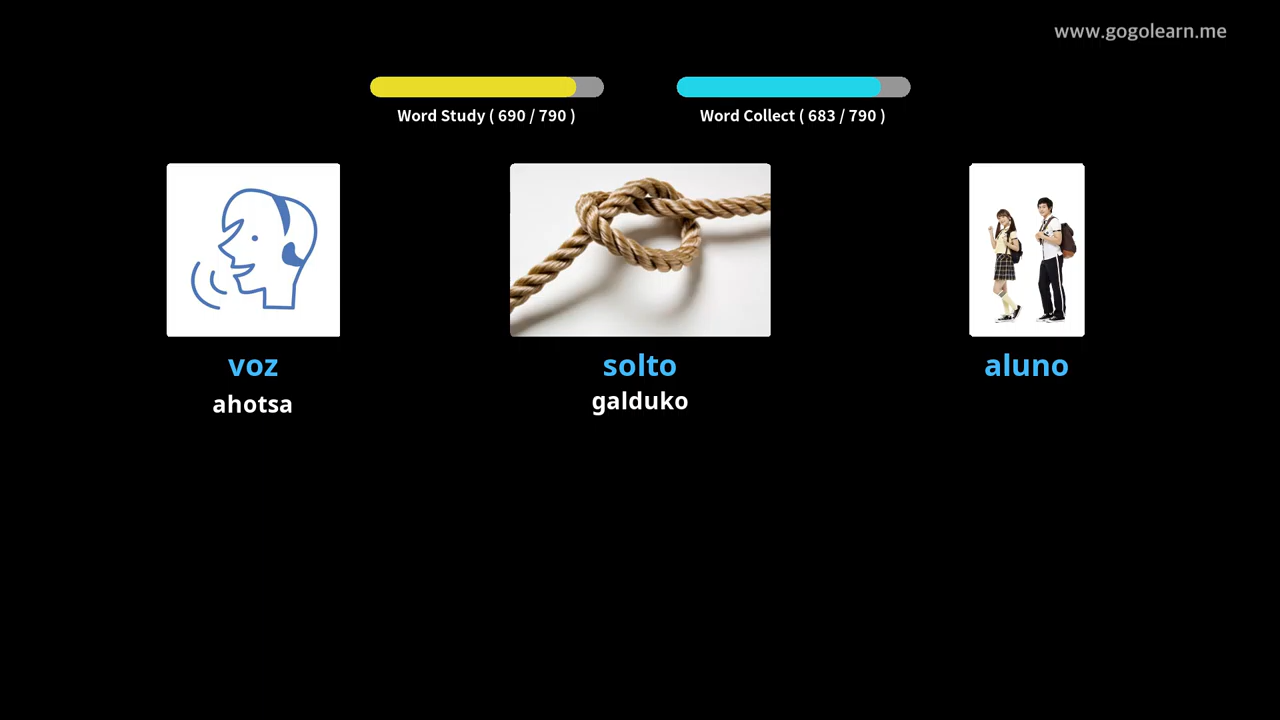 www.gogolearn.me
Word Study ( 690 / 790 )
Word Collect ( 683 / 790 )
voz
ahotsa
solto
galduko
aluno